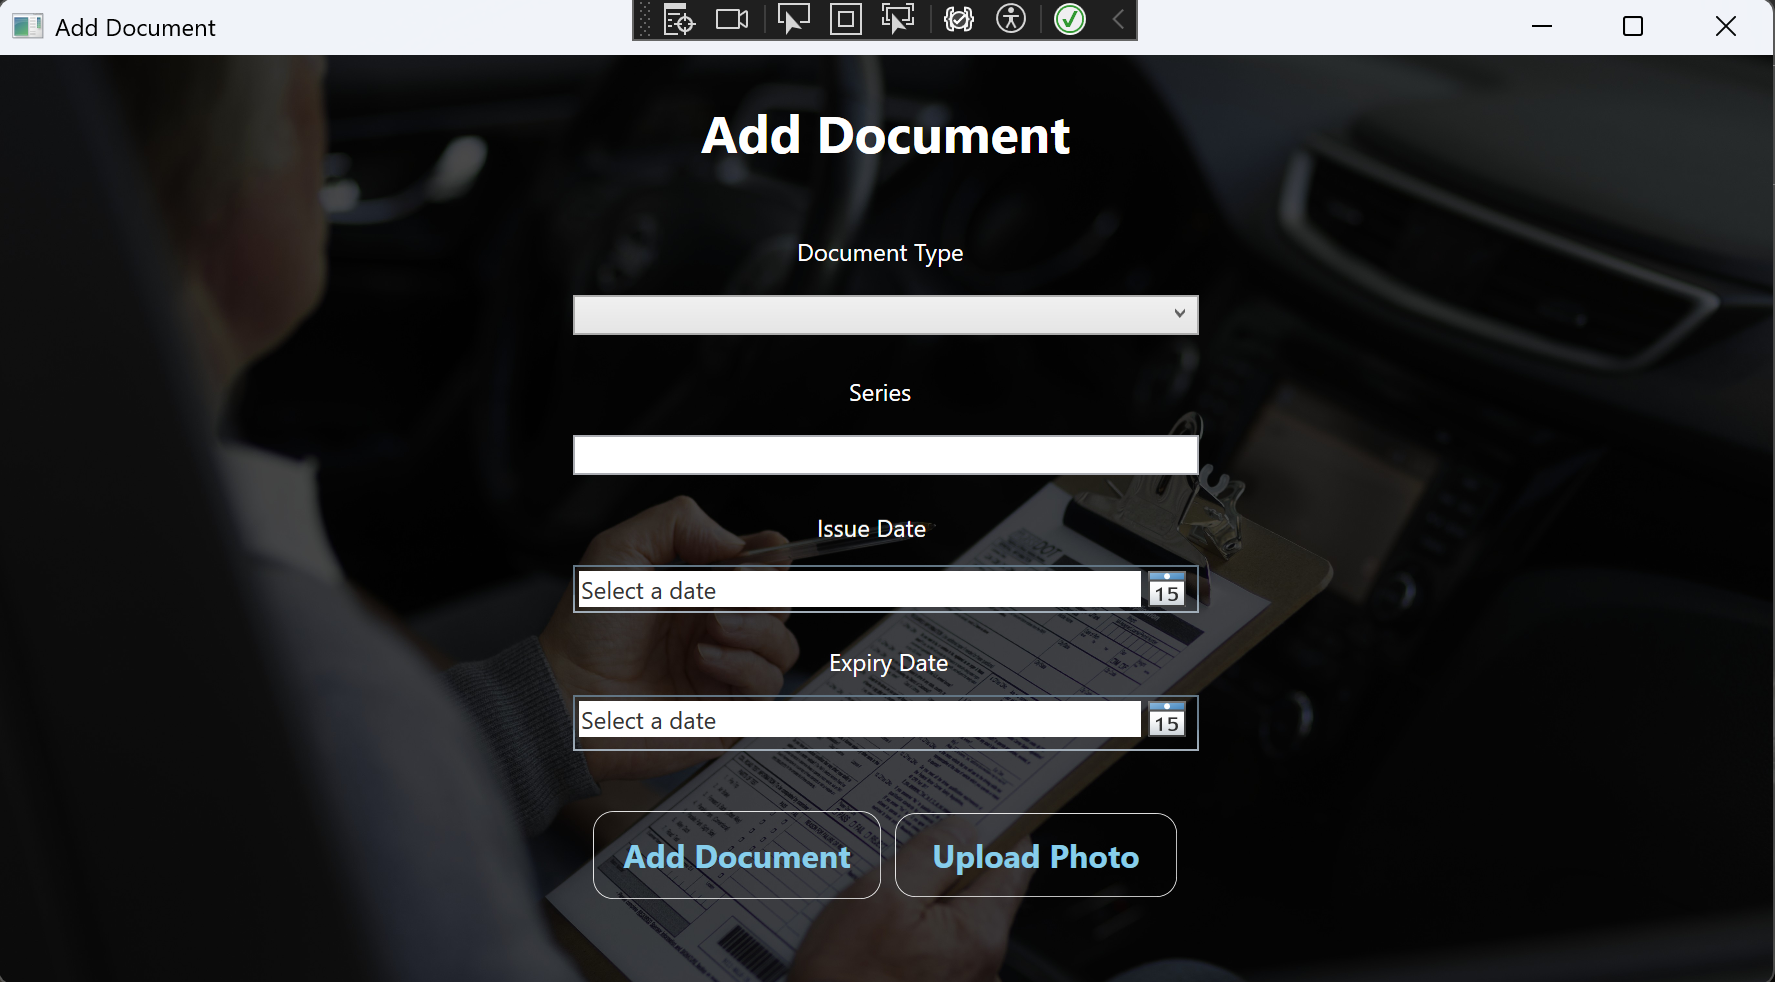 Add Document
Add Document
Document Type
Series
Issue Date
Select a date
15
Expiry Date
Select a date
15
Add Document
Upload Photo